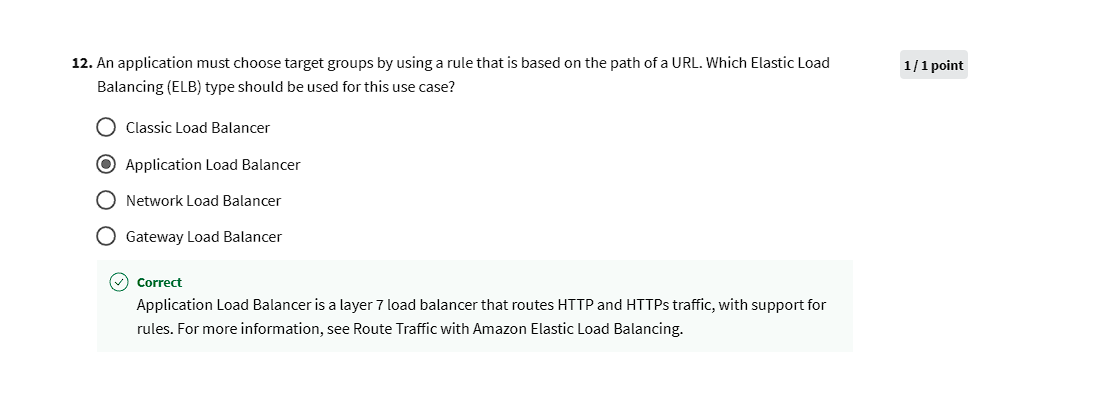 12. An application must choose target groups by using a rule that is based on the path of a URL. Which Elastic Load
1 / 1 point
Balancing (ELB) type should be used for this use case?
Classic Load Balancer
Application Load Balancer
Network Load Balancer
Gateway Load Balancer
Correct
Application Load Balancer is a layer 7 load balancer that routes HTTP and HTTPs traffic, with support for
rules. For more information, see Route Traffic with Amazon Elastic Load Balancing.